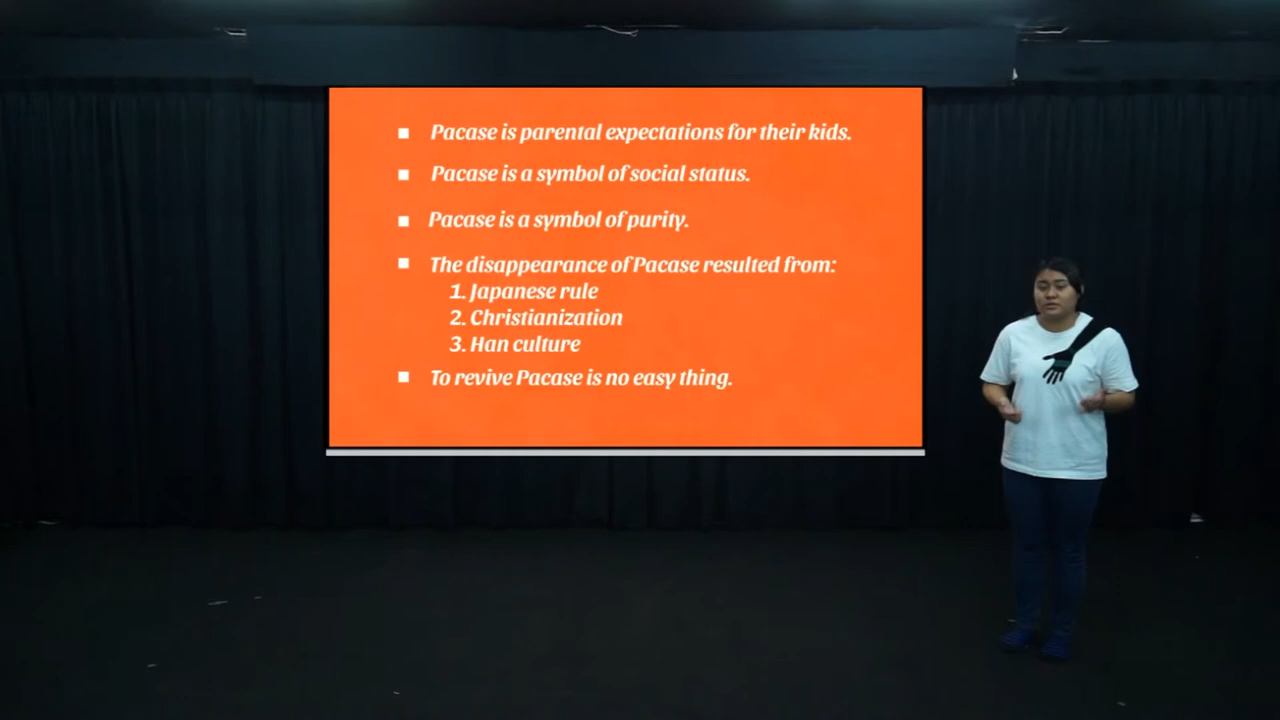 Pacase is parental expectations for their kids.
Pacase is a symbol of social status.
Pacase is a symbol of purity.
The disappearance of Pacase resulted from:
1. Japanese rule
2. Christianization
3. Han culture
To revive Pacase is no easy thing.